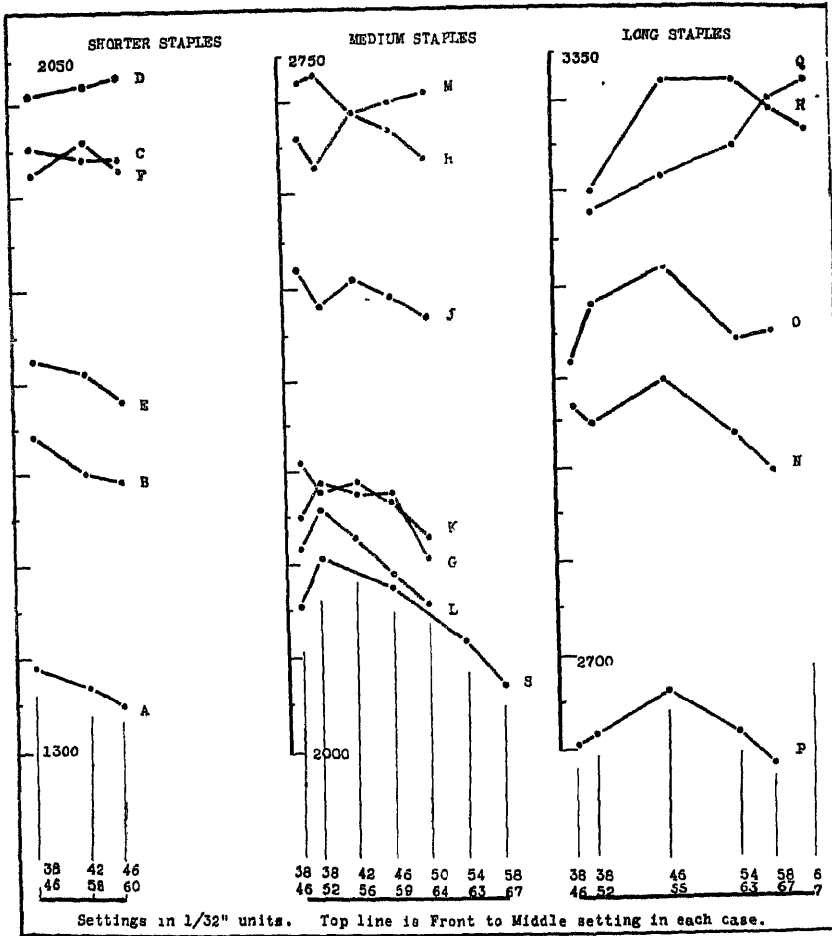 SHORTER STAPLES
MEDIUM STAPLES
LONG STAPLES
2050
2750
3350
D
C
F
E
B
A
1300
M
h
J
K
G
L
S
2000
Q
R
O
N
2700
P
38 42 46
46 58 60
38 38 42 46 50 54 58
46 52 56 59 64 63 67
38 38 46 54 58 6
46 52 55 63 67 7
Settings in 1/32" units. Top line is Front to Middle setting in each case.